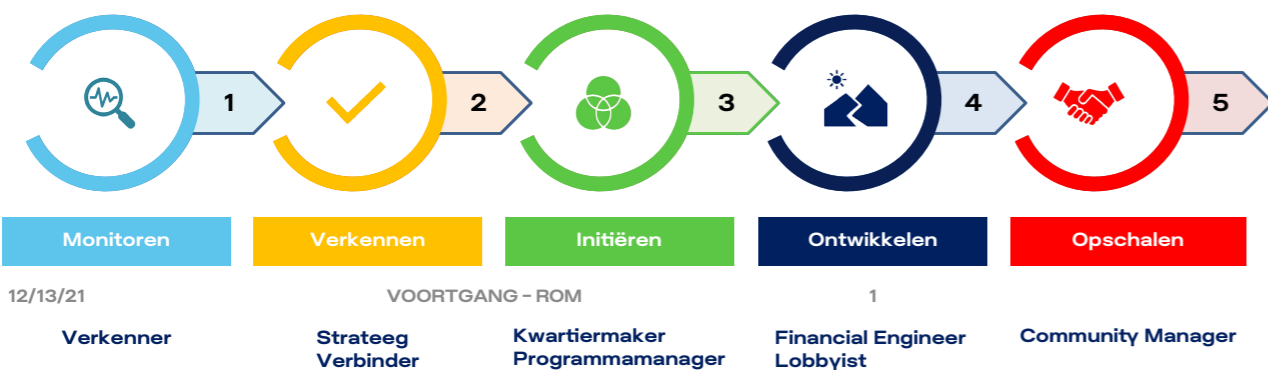 1 2 3 4 5
Monitoren Verkennen Initiëren Ontwikkelen Opschalen
12/13/21 VOORTGANG – ROM 1
Verkenner Strateeg Kwartiermaker Financial Engineer Community Manager
Verbinder Programmamanager Lobbyist